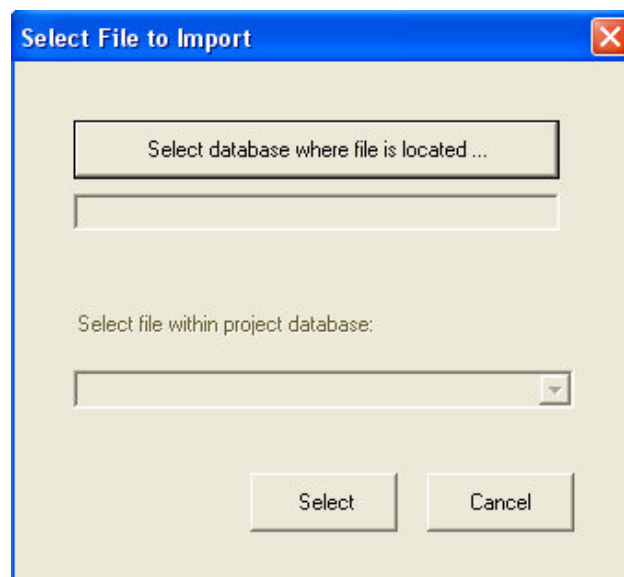 Select File to Import
Select database where file is located ...
Select file within project database:
Select
Cancel